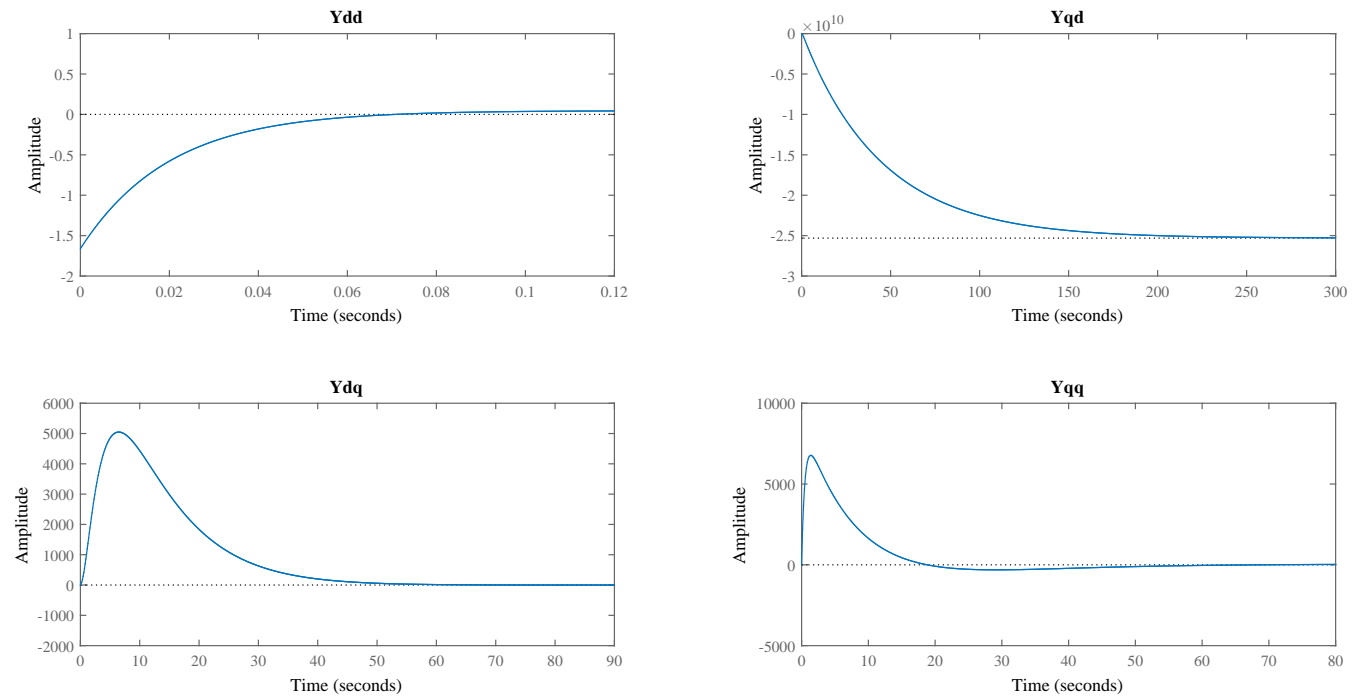 Ydd
Amplitude
1
0.5
0
-0.5
-1
-1.5
-2
0 0.02 0.04 0.06 0.08 0.1 0.12
Time (seconds)
Yqd
×10^10
Amplitude
0
-0.5
-1
-1.5
-2
-2.5
-3
0 50 100 150 200 250 300
Time (seconds)
Ydq
Amplitude
6000
5000
4000
3000
2000
1000
0
-1000
-2000
0 10 20 30 40 50 60 70 80 90
Time (seconds)
Yqq
Amplitude
10000
5000
0
-5000
0 10 20 30 40 50 60 70 80
Time (seconds)